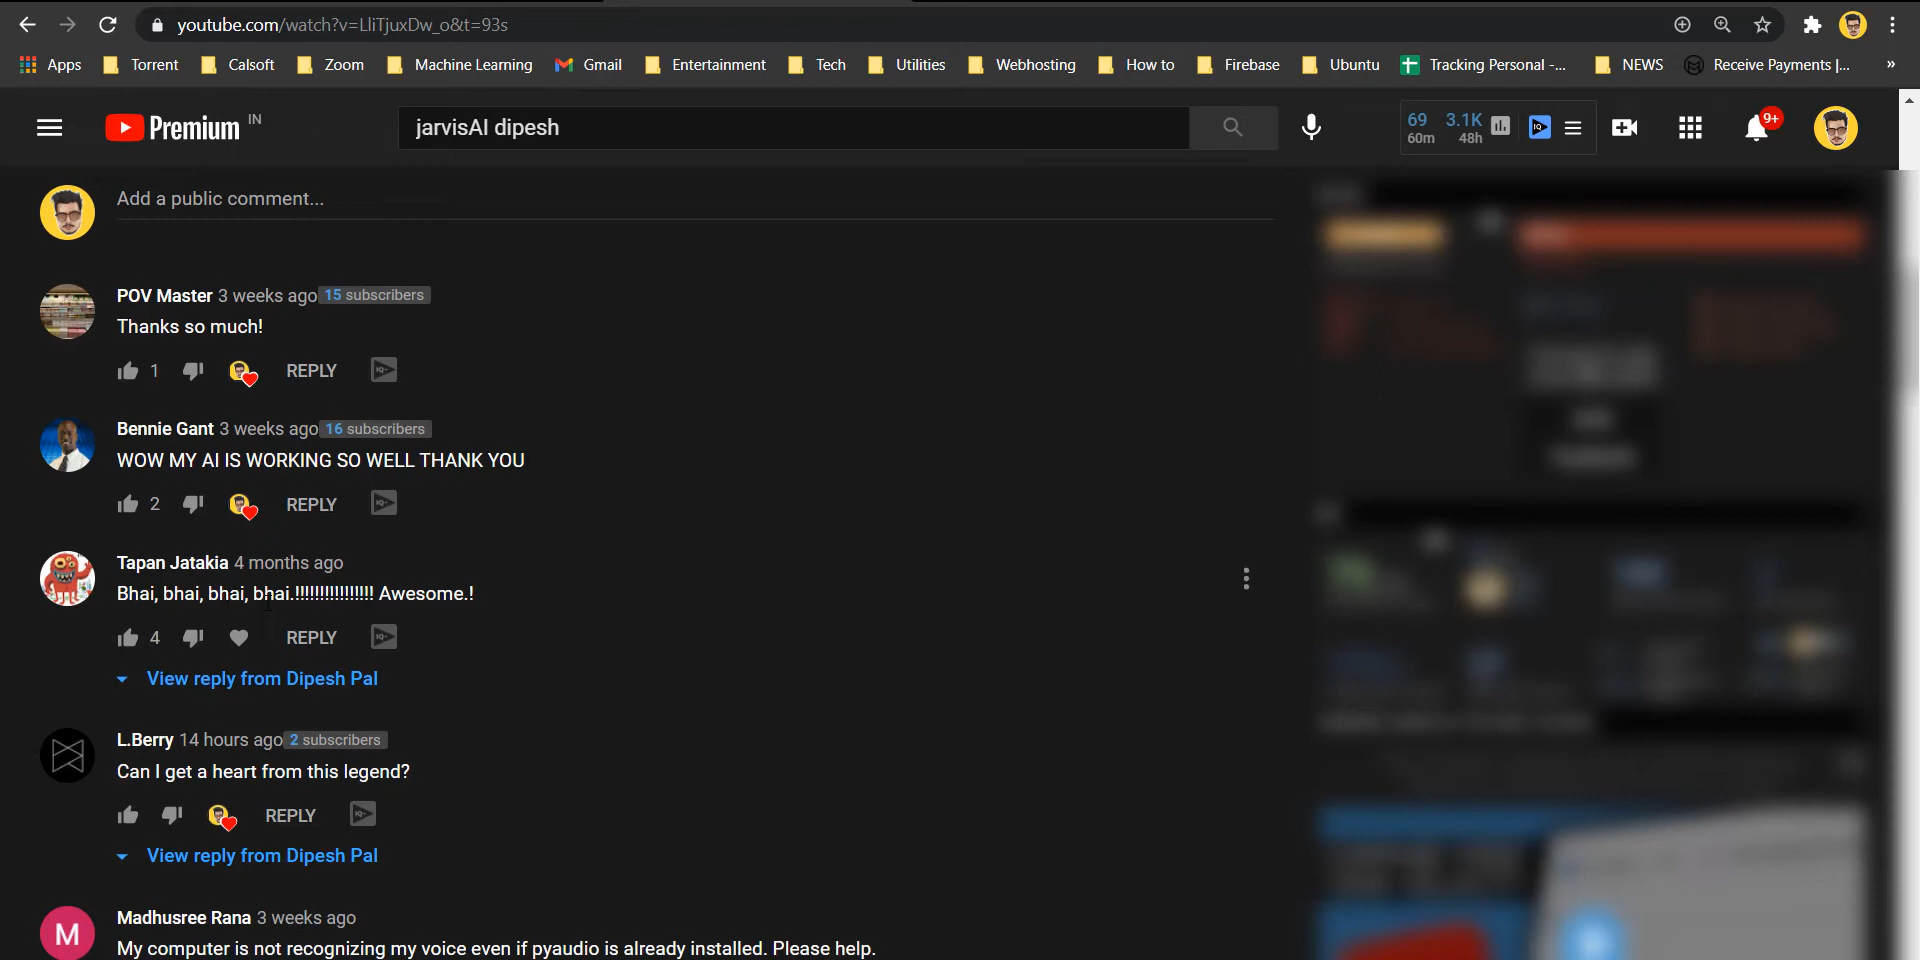 youtube.com/watch?v=LliTjuxDw_o&t=93s
Apps Torrent Calsoft Zoom Machine Learning Gmail Entertainment Tech Utilities Webhosting How to Firebase Ubuntu Tracking Personal -... NEWS Receive Payments |... »
Premium IN jarvisAI dipesh 69 60m 3.1K 48h IQ 9+
Add a public comment...
POV Master 3 weeks ago 15 subscribers
Thanks so much!
1 REPLY IQ
Bennie Gant 3 weeks ago 16 subscribers
WOW MY AI IS WORKING SO WELL THANK YOU
2 REPLY IQ
Tapan Jatakia 4 months ago
Bhai, bhai, bhai, bhai.!!!!!!!!!!!!!!!! Awesome.!
4 REPLY IQ
View reply from Dipesh Pal
L.Berry 14 hours ago 2 subscribers
Can I get a heart from this legend?
REPLY IQ
View reply from Dipesh Pal
M Madhusree Rana 3 weeks ago
My computer is not recognizing my voice even if pyaudio is already installed. Please help.